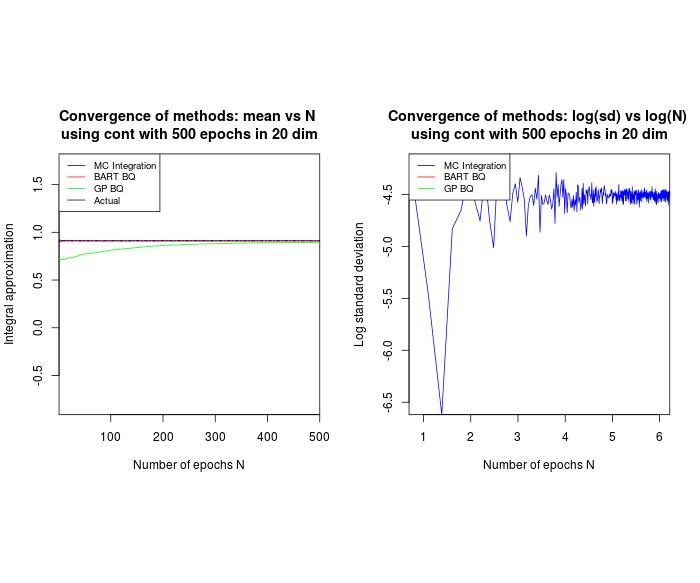 Convergence of methods: mean vs N
using cont with 500 epochs in 20 dim
MC Integration
BART BQ
GP BQ
Actual
Integral approximation
1.5
1.0
0.5
0.0
-0.5
100 200 300 400 500
Number of epochs N
Convergence of methods: log(sd) vs log(N)
using cont with 500 epochs in 20 dim
MC Integration
BART BQ
GP BQ
Log standard deviation
-4.5
-5.0
-5.5
-6.0
-6.5
1 2 3 4 5 6
Number of epochs N